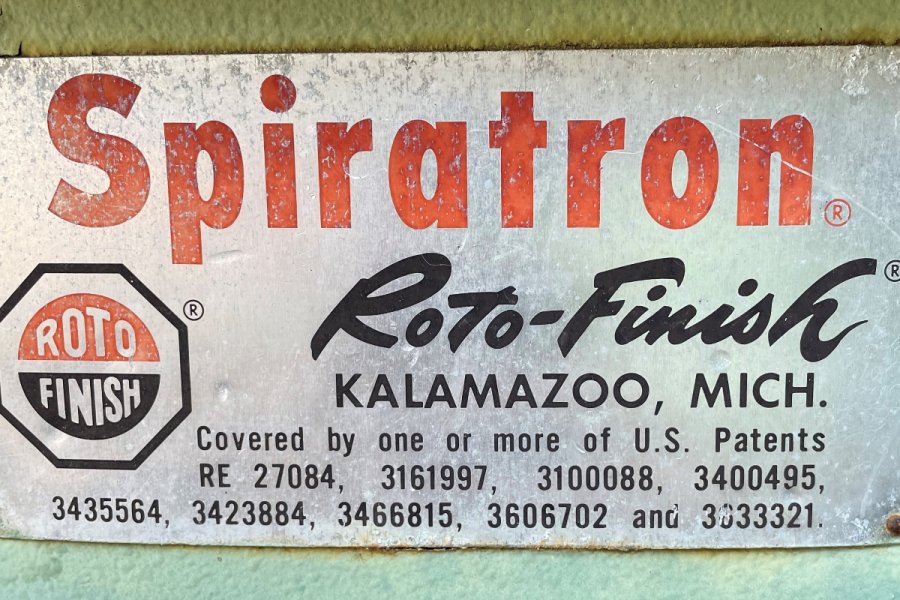 Spiratron®
Roto-Finish®
KALAMAZOO, MICH.
ROTO
FINISH
®
Covered by one or more of U.S. Patents
RE 27084, 3161997, 3100088, 3400495,
3435564, 3423884, 3466815, 3606702 and 3633321.